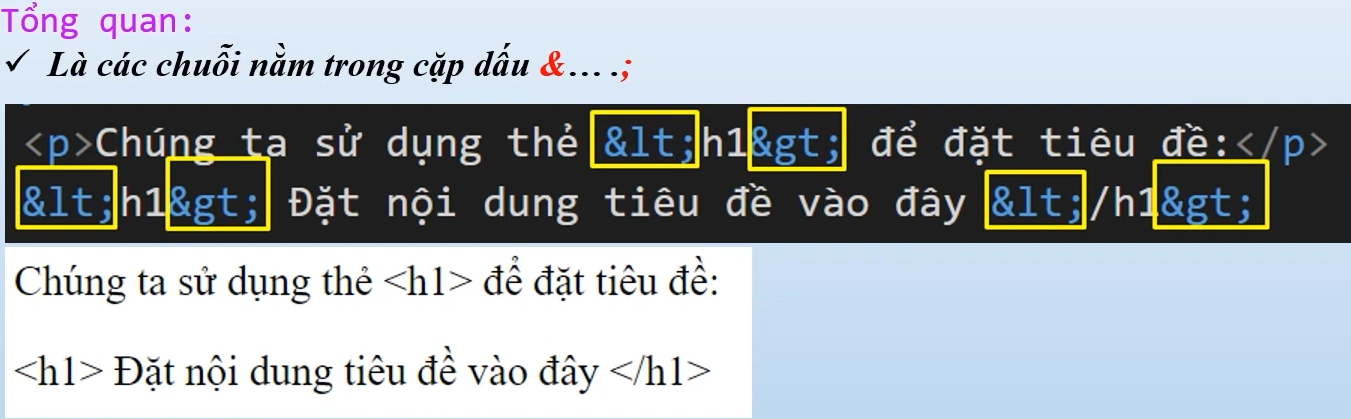 Tổng quan:
✓ Là các chuỗi nằm trong cặp dấu &... .;
<p>Chúng ta sử dụng thẻ &lt;h1&gt; để đặt tiêu đề:</p>
&lt;h1&gt; Đặt nội dung tiêu đề vào đây &lt;/h1&gt;
Chúng ta sử dụng thẻ <h1> để đặt tiêu đề:
<h1> Đặt nội dung tiêu đề vào đây </h1>